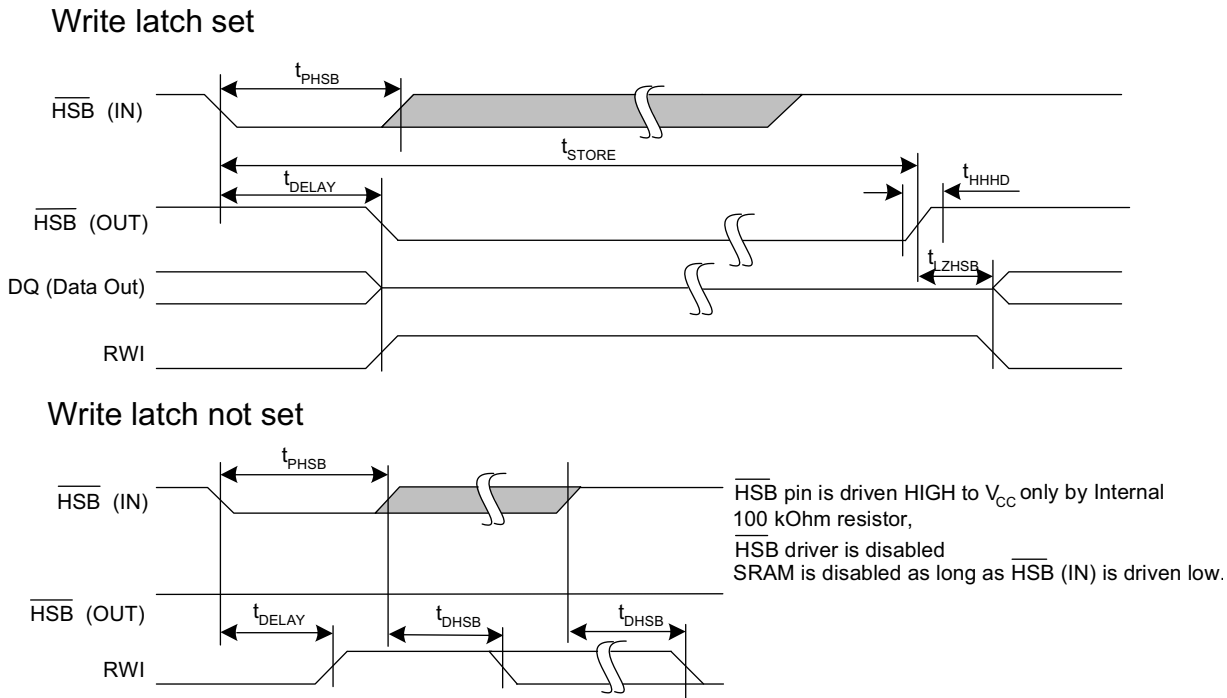 Write latch set
tPHSB
HSB (IN)
tSTORE
tHHHD
tDELAY
HSB (OUT)
tLZHSB
DQ (Data Out)
RWI
Write latch not set
tPHSB
HSB (IN)
HSB pin is driven HIGH to VCC only by Internal
100 kOhm resistor,
HSB driver is disabled
SRAM is disabled as long as HSB (IN) is driven low.
HSB (OUT)
tDELAY
tDHSB
tDHSB
RWI